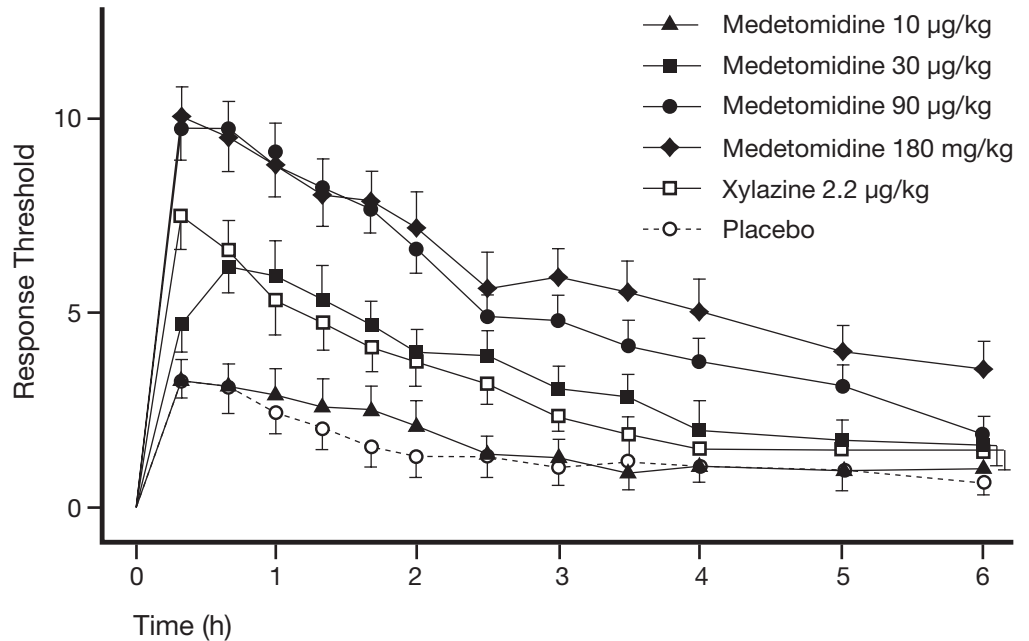 Medetomidine 10 µg/kg
Medetomidine 30 µg/kg
Medetomidine 90 µg/kg
Medetomidine 180 mg/kg
Xylazine 2.2 µg/kg
Placebo
Response Threshold
10
5
0
0 1 2 3 4 5 6
Time (h)